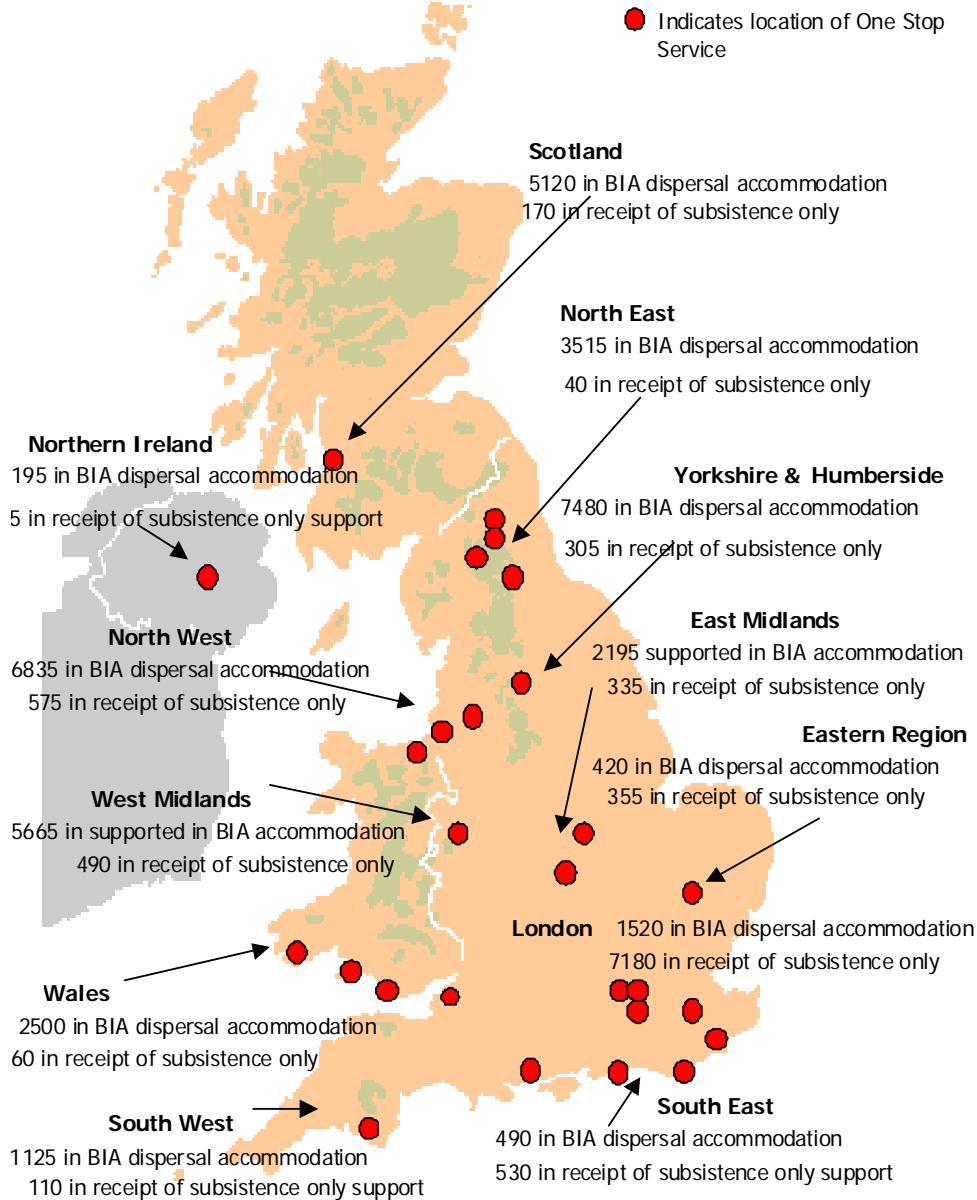 Indicates location of One Stop
Service
Scotland
5120 in BIA dispersal accommodation
170 in receipt of subsistence only
North East
3515 in BIA dispersal accommodation
40 in receipt of subsistence only
Northern Ireland
195 in BIA dispersal accommodation
5 in receipt of subsistence only support
Yorkshire & Humberside
7480 in BIA dispersal accommodation
305 in receipt of subsistence only
North West
6835 in BIA dispersal accommodation
575 in receipt of subsistence only
East Midlands
2195 supported in BIA accommodation
335 in receipt of subsistence only
Eastern Region
420 in BIA dispersal accommodation
355 in receipt of subsistence only
West Midlands
5665 in supported in BIA accommodation
490 in receipt of subsistence only
London 1520 in BIA dispersal accommodation
7180 in receipt of subsistence only
Wales
2500 in BIA dispersal accommodation
60 in receipt of subsistence only
South West
1125 in BIA dispersal accommodation
110 in receipt of subsistence only support
South East
490 in BIA dispersal accommodation
530 in receipt of subsistence only support